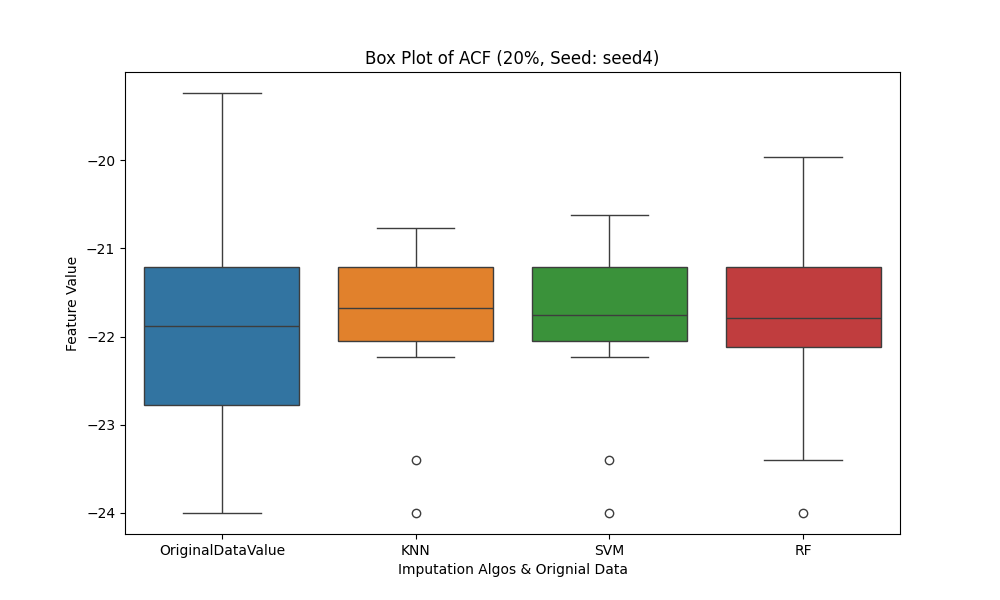 Box Plot of ACF (20%, Seed: seed4)
Feature Value
−20
−21
−22
−23
−24
OriginalDataValue
KNN
SVM
RF
Imputation Algos & Orignial Data